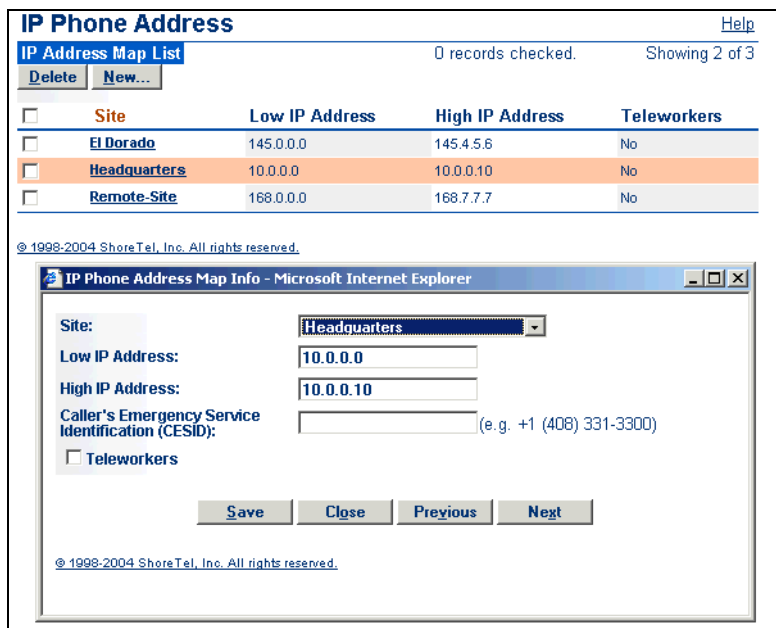 IP Phone Address Help
IP Address Map List 0 records checked. Showing 2 of 3
Delete New...
Site Low IP Address High IP Address Teleworkers
El Dorado 145.0.0.0 145.4.5.6 No
Headquarters 10.0.0.0 10.0.0.10 No
Remote-Site 168.0.0.0 168.7.7.7 No
© 1998-2004 ShoreTel, Inc. All rights reserved.
IP Phone Address Map Info - Microsoft Internet Explorer
Site: Headquarters
Low IP Address: 10.0.0.0
High IP Address: 10.0.0.10
Caller's Emergency Service
Identification (CESID): (e.g. +1 (408) 331-3300)
Teleworkers
Save Close Previous Next
© 1998-2004 ShoreTel, Inc. All rights reserved.